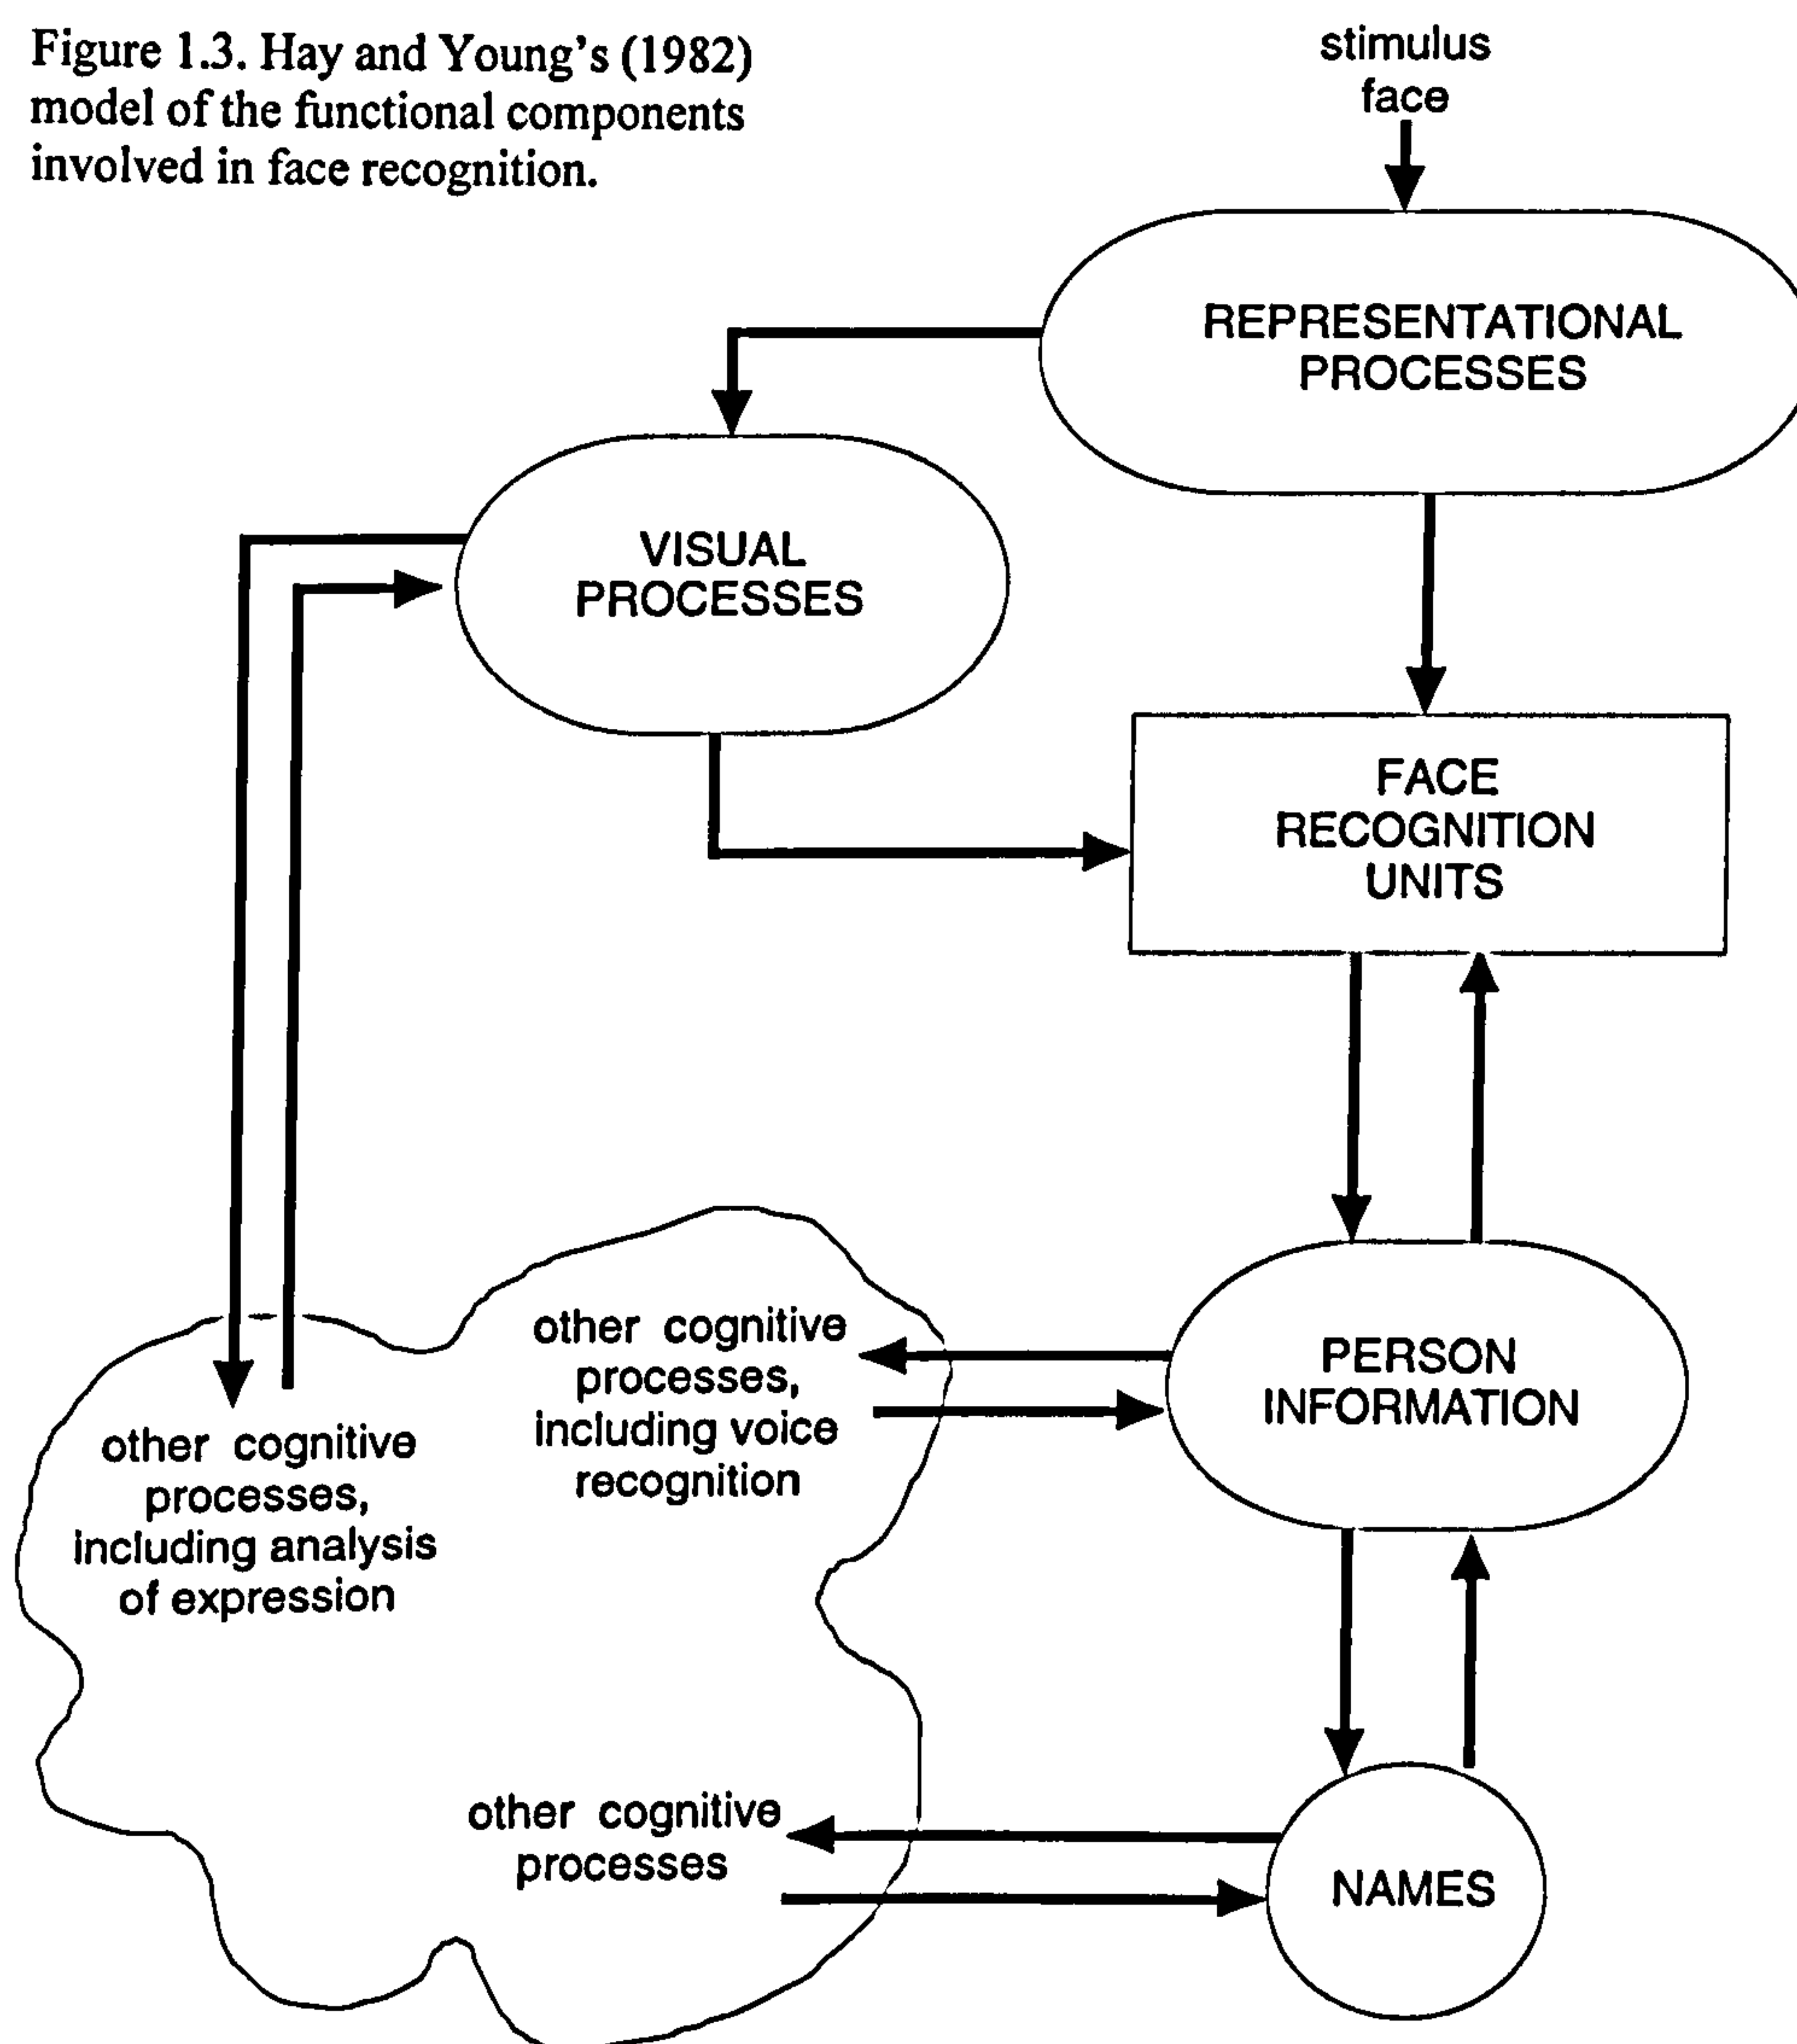 Figure 1.3. Hay and Young's (1982)
model of the functional components
involved in face recognition.
stimulus
face
REPRESENTATIONAL
PROCESSES
VISUAL
PROCESSES
FACE
RECOGNITION
UNITS
other cognitive
processes,
including voice
recognition
PERSON
INFORMATION
other cognitive
processes,
including analysis
of expression
other cognitive
processes
NAMES